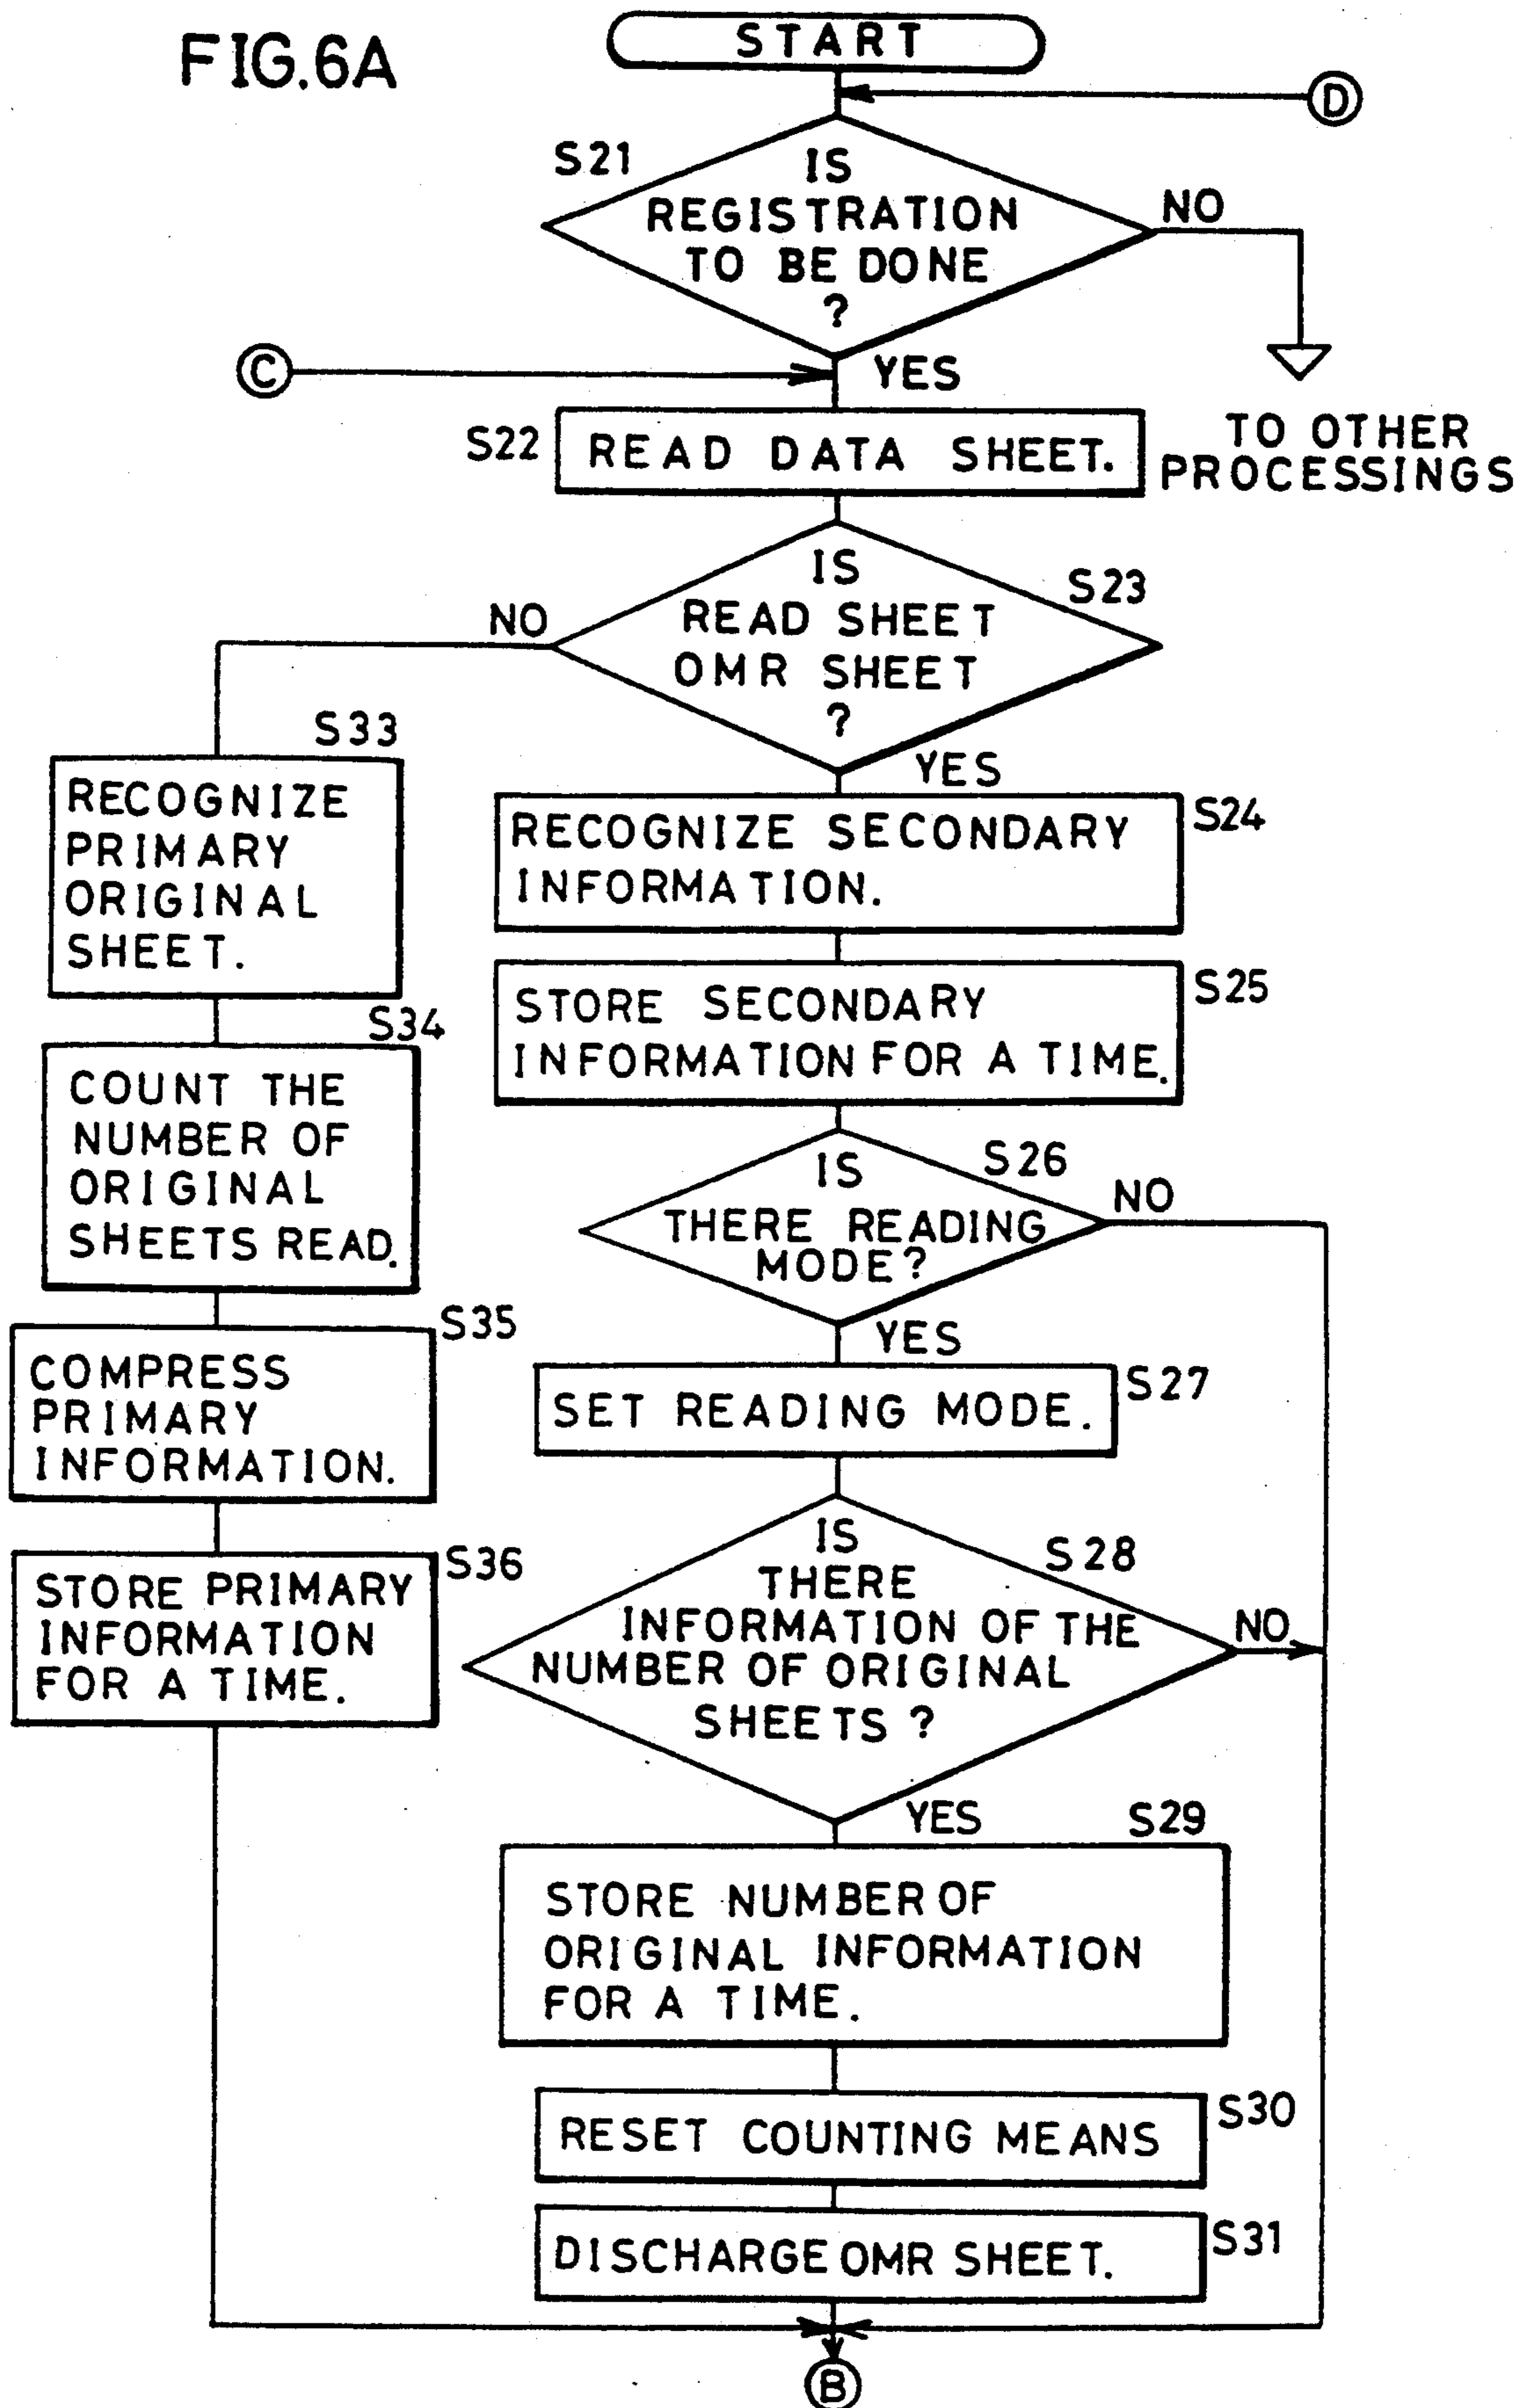 FIG.6A
START
D
S21
IS
REGISTRATION
TO BE DONE
?
NO
C
YES
TO OTHER
PROCESSINGS
S22
READ DATA SHEET.
IS
READ SHEET
OMR SHEET
?
S23
NO
YES
S33
RECOGNIZE
PRIMARY
ORIGINAL
SHEET.
S24
RECOGNIZE SECONDARY
INFORMATION.
S34
COUNT THE
NUMBER OF
ORIGINAL
SHEETS READ.
S25
STORE SECONDARY
INFORMATION FOR A TIME.
S26
IS
THERE READING
MODE?
NO
YES
S35
COMPRESS
PRIMARY
INFORMATION.
S27
SET READING MODE.
S36
STORE PRIMARY
INFORMATION
FOR A TIME.
S28
IS
THERE
INFORMATION OF THE
NUMBER OF ORIGINAL
SHEETS ?
NO
YES
S29
STORE NUMBER OF
ORIGINAL INFORMATION
FOR A TIME.
S30
RESET COUNTING MEANS
S31
DISCHARGE OMR SHEET.
B